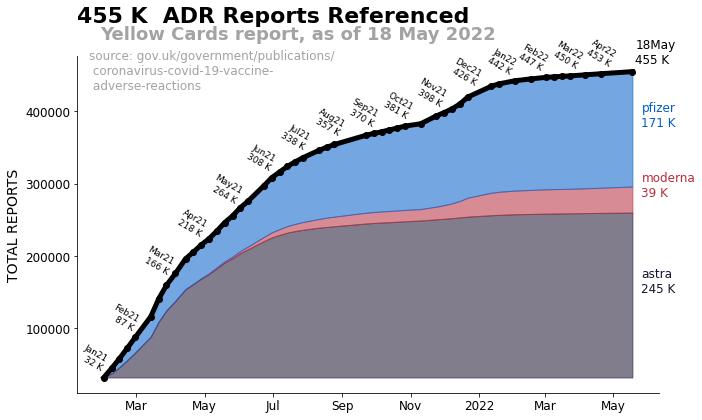 455 K  ADR Reports Referenced
Yellow Cards report, as of 18 May 2022
source: gov.uk/government/publications/
coronavirus-covid-19-vaccine-
adverse-reactions
TOTAL REPORTS
400000
300000
200000
100000
Jan21
32 K
Feb21
87 K
Mar21
166 K
Apr21
218 K
May21
264 K
Jun21
308 K
Jul21
338 K
Aug21
357 K
Sep21
370 K
Oct21
381 K
Nov21
398 K
Dec21
426 K
Jan22
442 K
Feb22
447 K
Mar22
450 K
Apr22
453 K
18May
455 K
pfizer
171 K
moderna
39 K
astra
245 K
Mar
May
Jul
Sep
Nov
2022
Mar
May